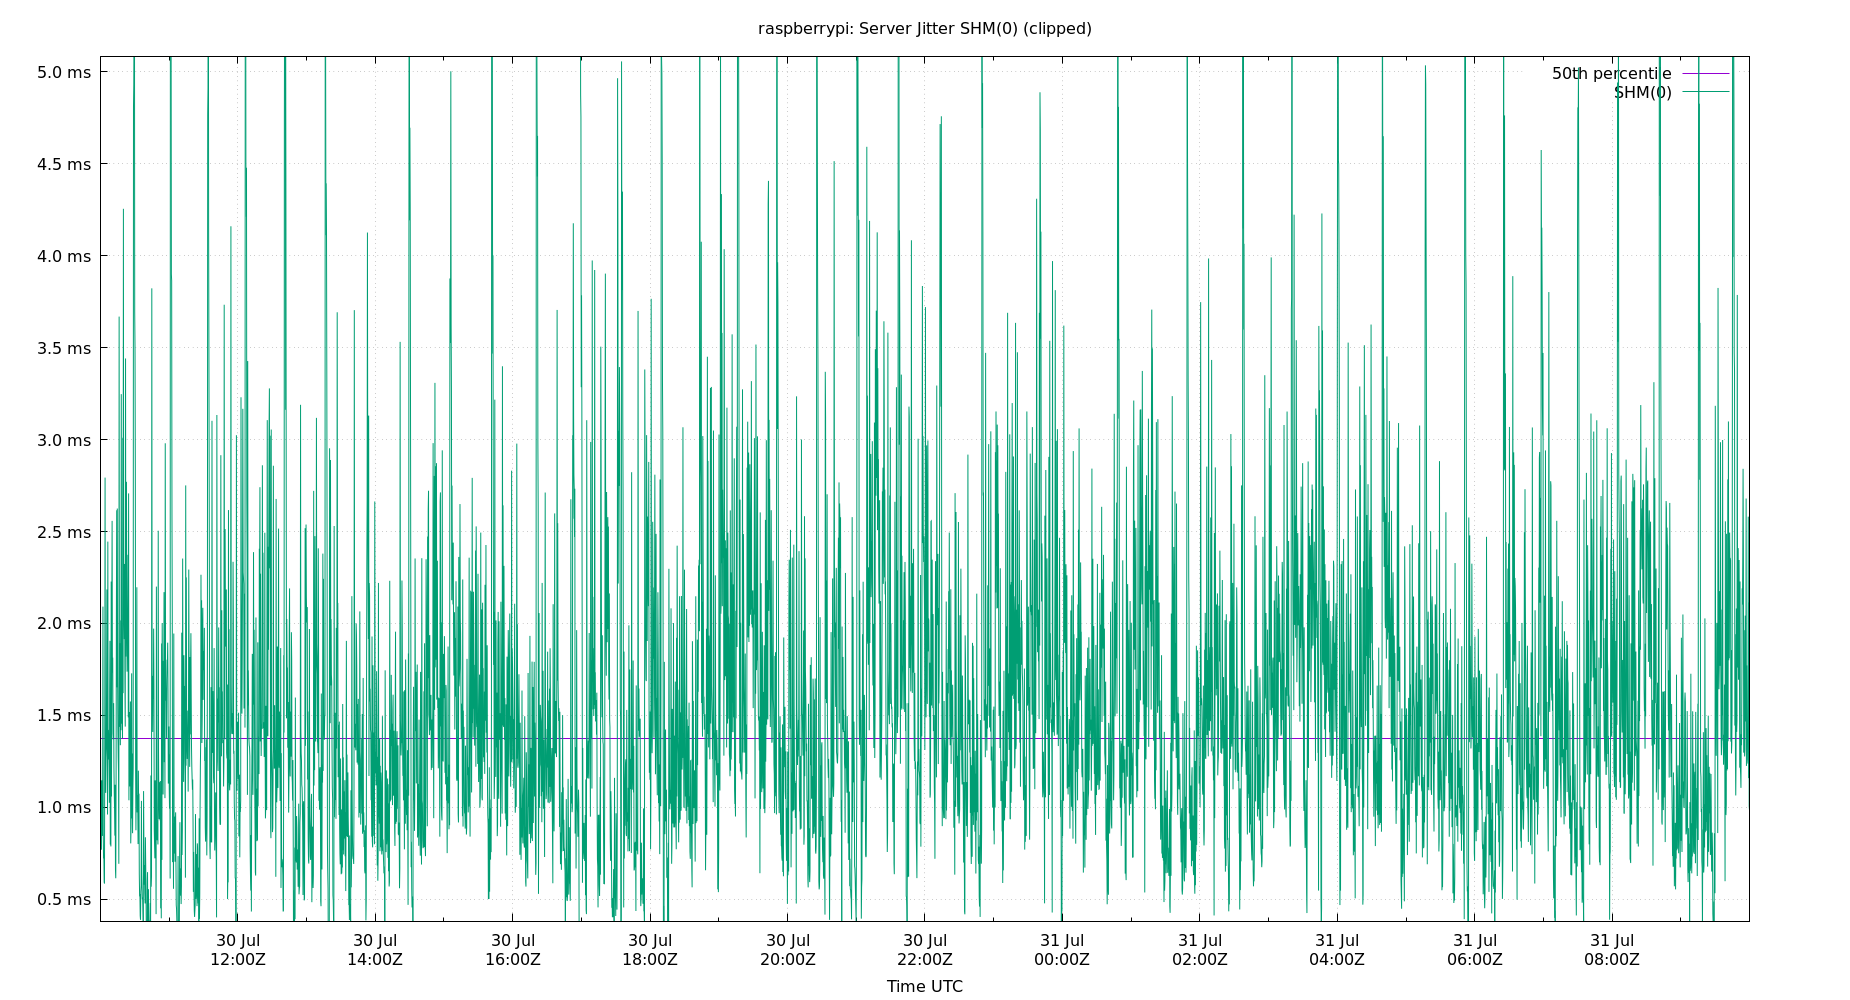 raspberrypi: Server Jitter SHM(0) (clipped)
5.0 ms
4.5 ms
4.0 ms
3.5 ms
3.0 ms
2.5 ms
2.0 ms
1.5 ms
1.0 ms
0.5 ms
50th percentile
SHM(0)
30 Jul
12:00Z
30 Jul
14:00Z
30 Jul
16:00Z
30 Jul
18:00Z
30 Jul
20:00Z
30 Jul
22:00Z
31 Jul
00:00Z
31 Jul
02:00Z
31 Jul
04:00Z
31 Jul
06:00Z
31 Jul
08:00Z
Time UTC